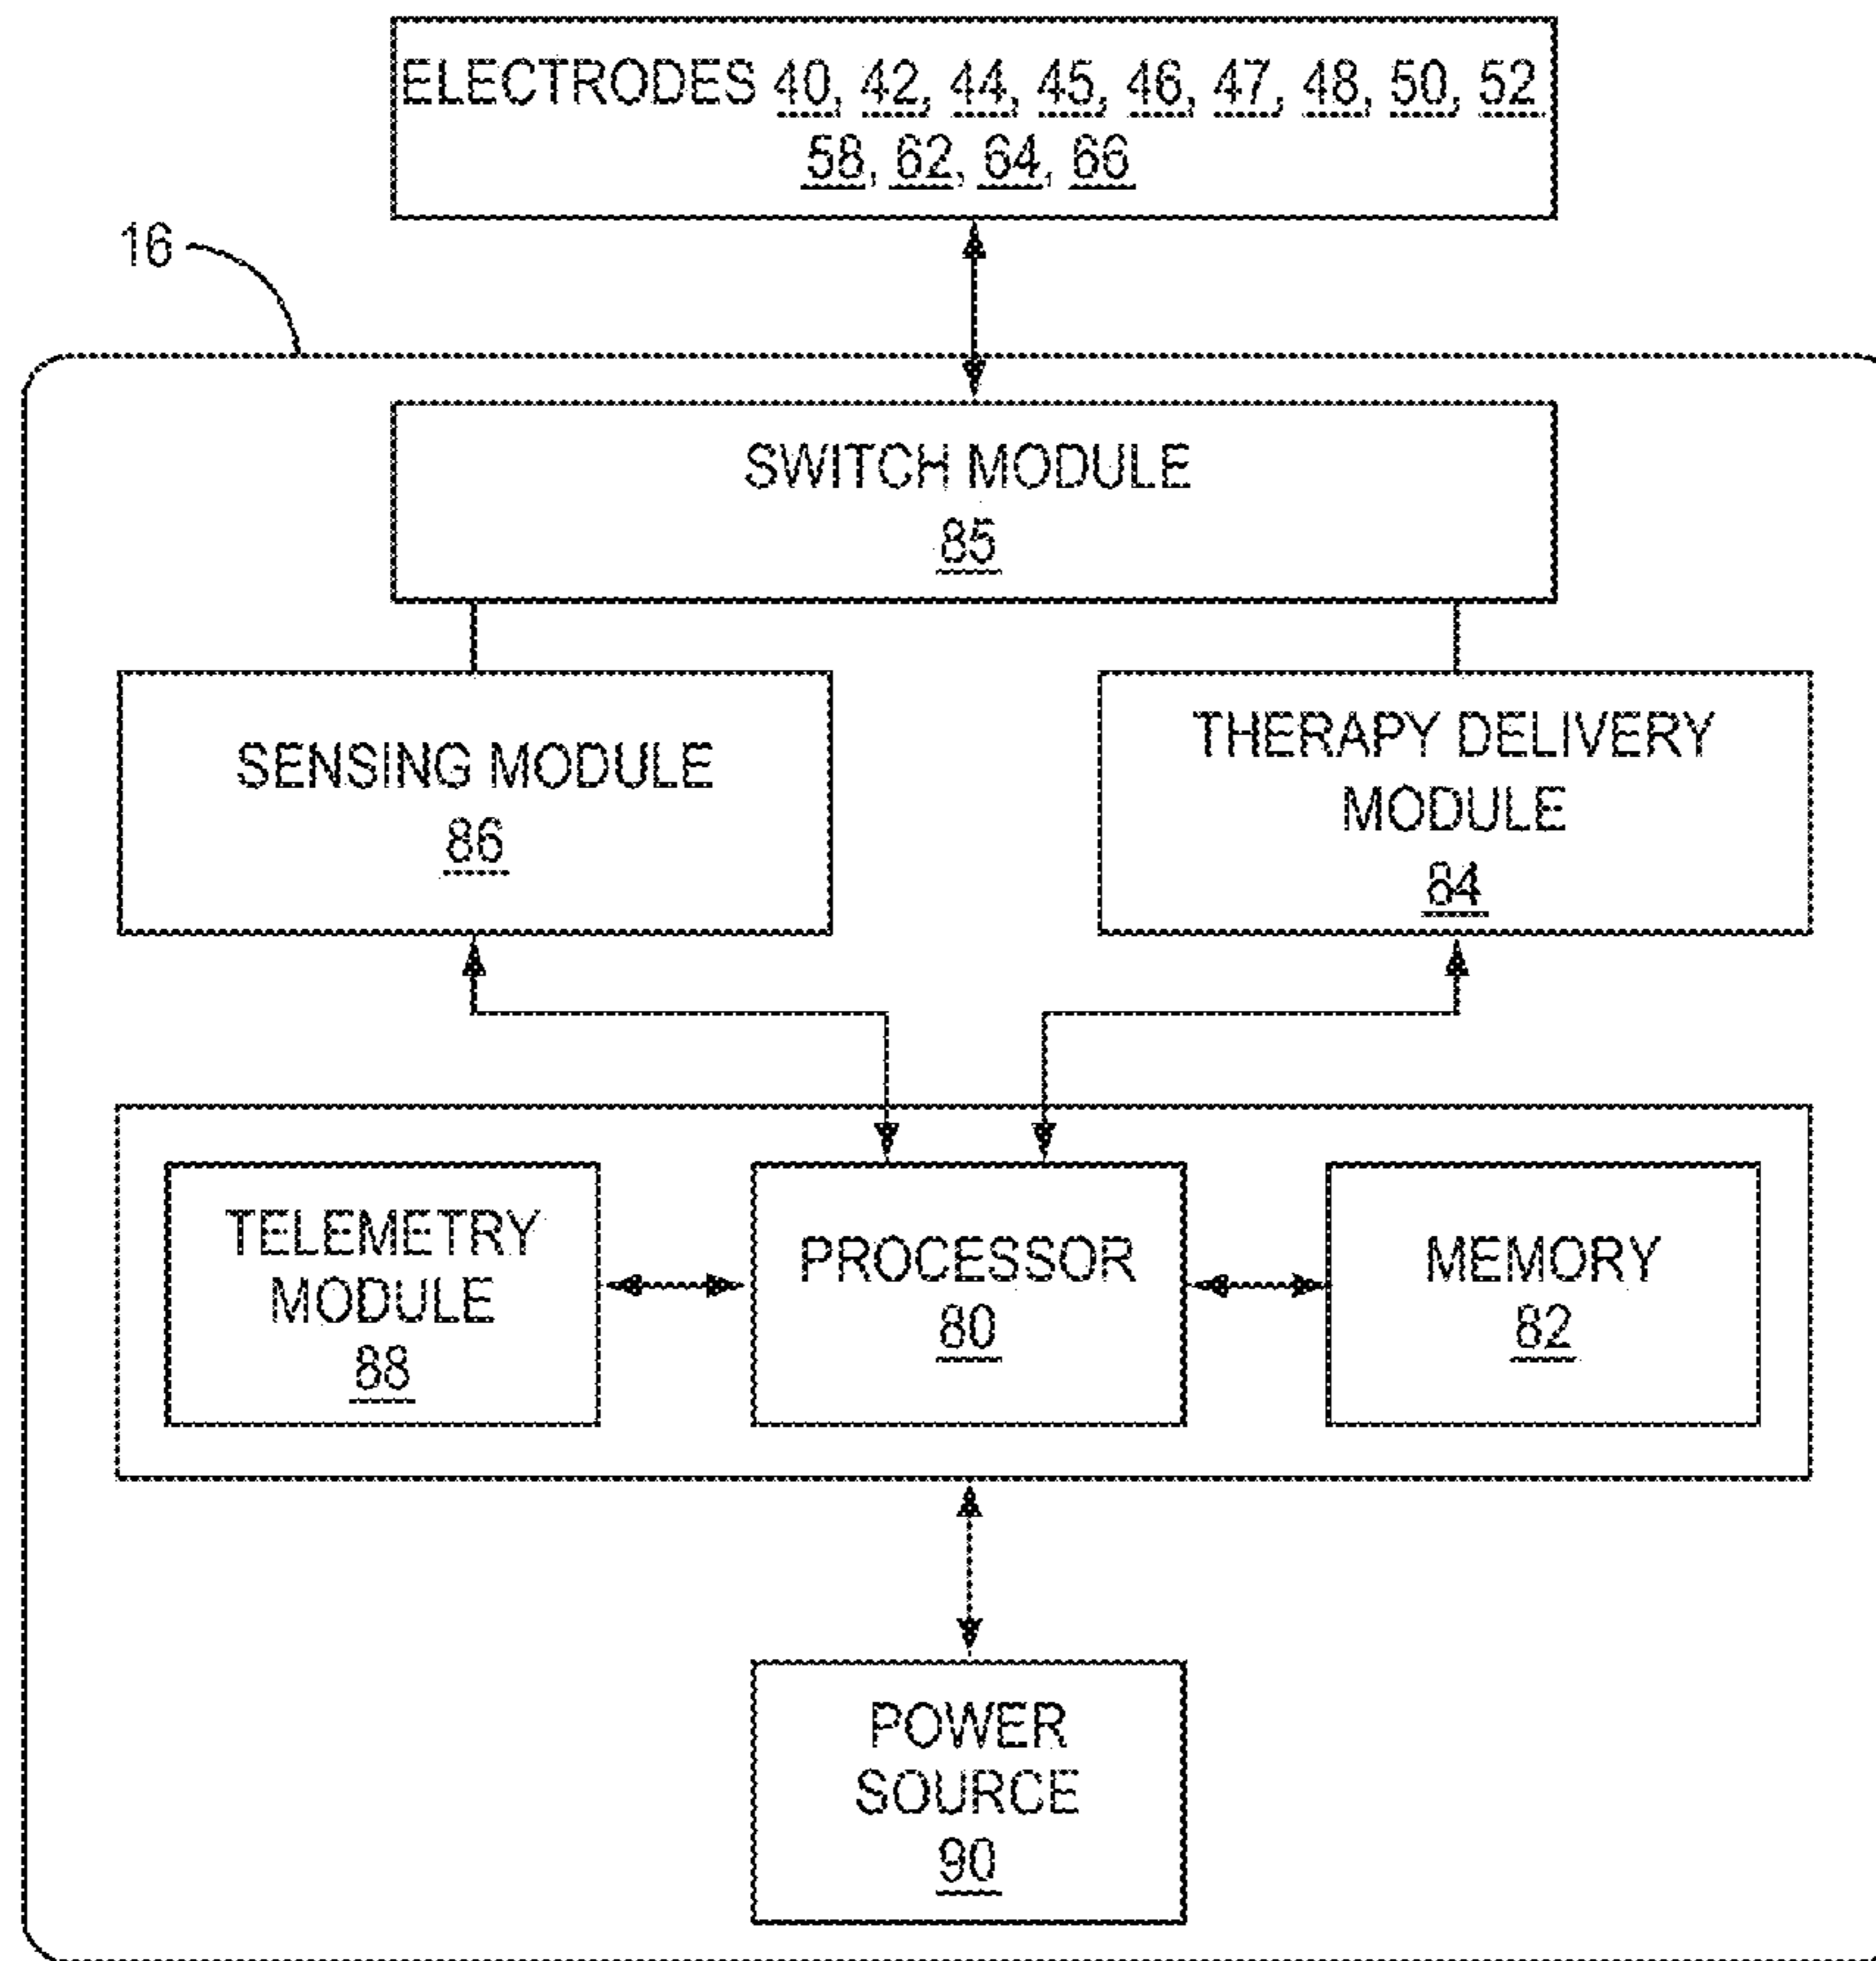 ELECTRODES 40, 42, 44, 45, 46, 47, 48, 50, 52
58, 62, 64, 66
16
SWITCH MODULE
85
SENSING MODULE
86
THERAPY DELIVERY
MODULE
84
TELEMETRY
MODULE
88
PROCESSOR
80
MEMORY
82
POWER
SOURCE
90